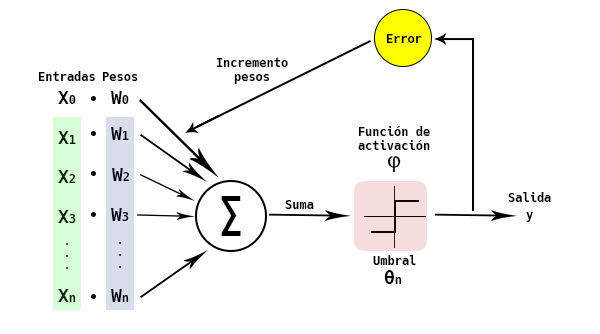 Error
Incremento
pesos
Entradas Pesos
X0 • W0
X1 • W1
X2 • W2
X3 • W3
Xn • Wn
Σ
Suma
Función de
activación
φ
Umbral
θn
Salida
y